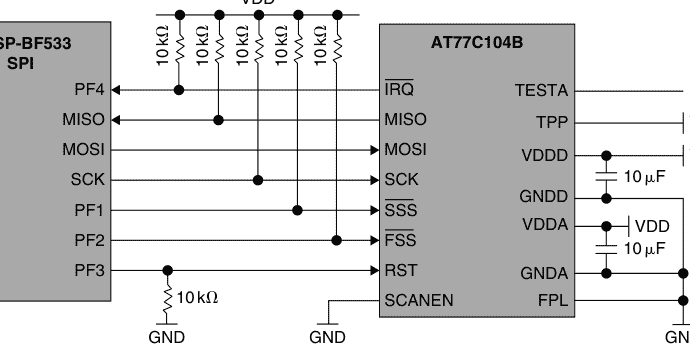 VDD
SP-BF533
SPI
10 kΩ
10 kΩ
10 kΩ
10 kΩ
10 kΩ
AT77C104B
PF4
IRQ
TESTA
MISO
MISO
TPP
MOSI
MOSI
VDDD
SCK
SCK
10 µF
PF1
SSS
GNDD
PF2
FSS
VDDA
VDD
10 µF
PF3
RST
GNDA
10 kΩ
SCANEN
FPL
GND
GND
GN